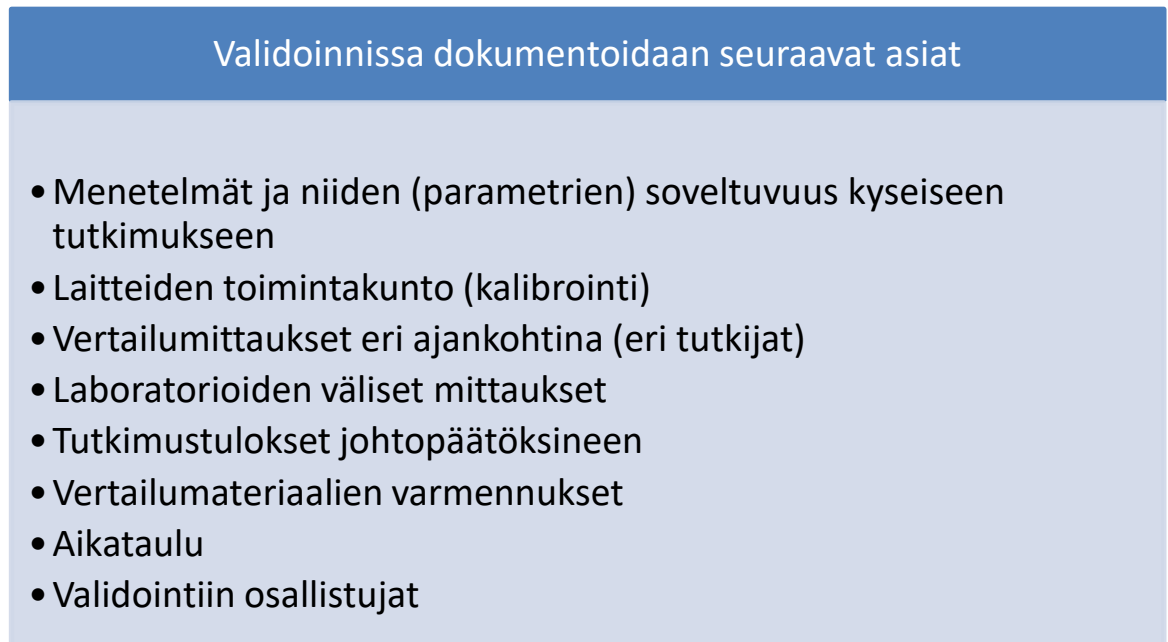 Validoinnissa dokumentoidaan seuraavat asiat
• Menetelmät ja niiden (parametrien) soveltuvuus kyseiseen
tutkimukseen
• Laitteiden toimintakunto (kalibrointi)
• Vertailumittaukset eri ajankohtina (eri tutkijat)
• Laboratorioiden väliset mittaukset
• Tutkimustulokset johtopäätöksineen
• Vertailumateriaalien varmennukset
• Aikataulu
• Validointiin osallistujat